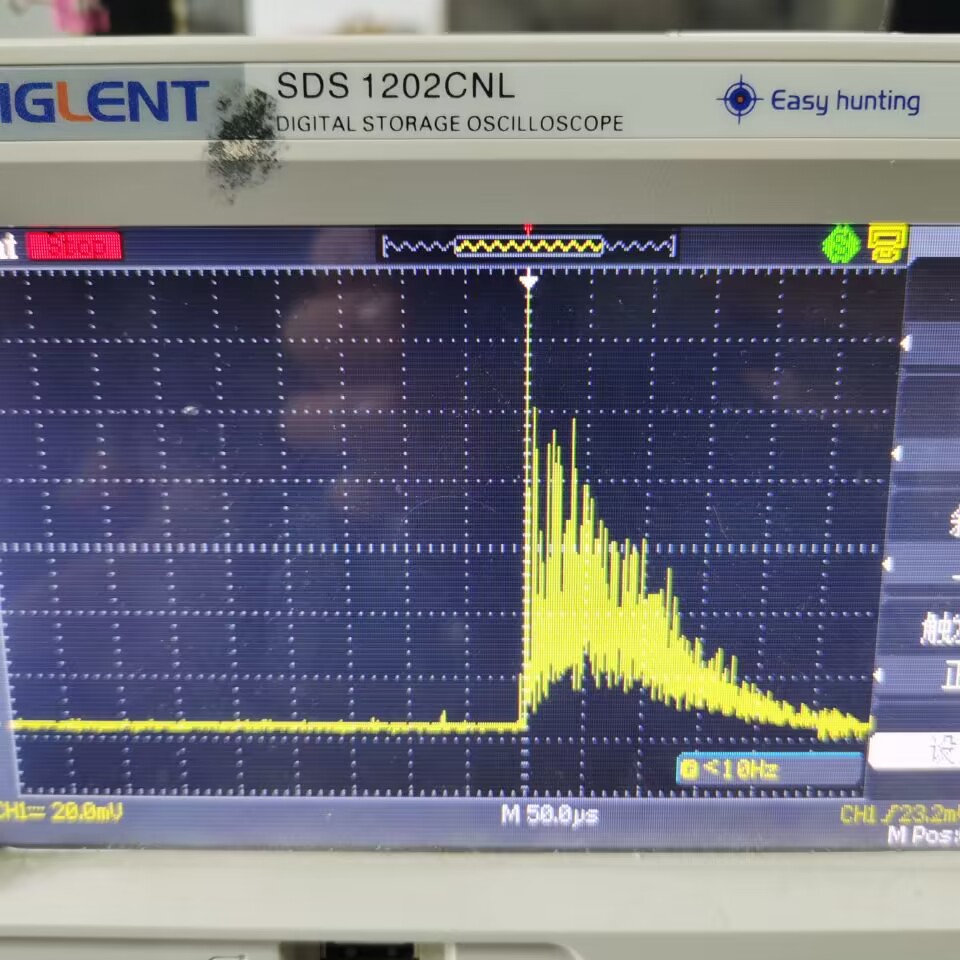 IGLENT
SDS 1202CNL
Easy hunting
DIGITAL STORAGE OSCILLOSCOPE
Stop
触
正
设
<10Hz
CH1 20.0mV
M 50.0µs
CH1 23.2m
M Pos: